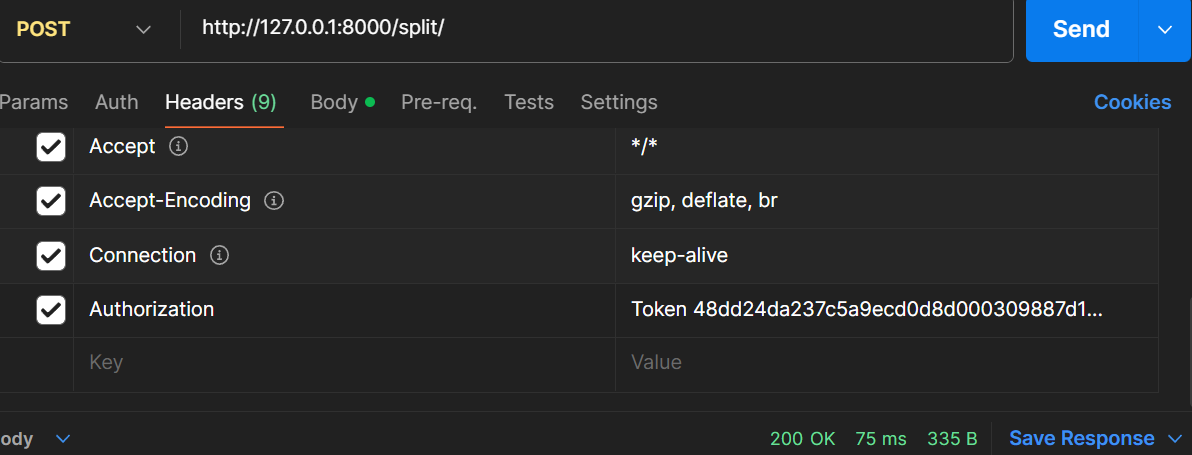 POST http://127.0.0.1:8000/split/ Send
Params Auth Headers (9) Body Pre-req. Tests Settings Cookies
Accept */*
Accept-Encoding gzip, deflate, br
Connection keep-alive
Authorization Token 48dd24da237c5a9ecd0d8d000309887d1...
Key Value
ody 200 OK 75 ms 335 B Save Response